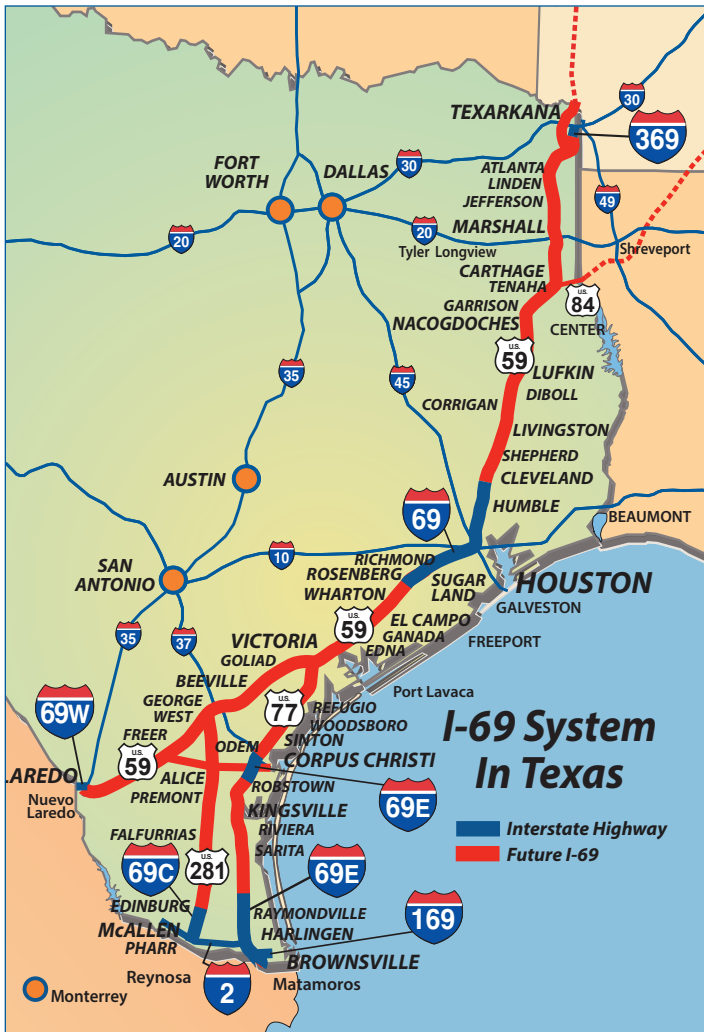 TEXARKANA
30
369
FORT
WORTH
DALLAS
30
ATLANTA
LINDEN
JEFFERSON
49
20
20
MARSHALL
Tyler Longview
Shreveport
CARTHAGE
TENAHA
U.S.
84
GARRISON
NACOGDOCHES
CENTER
U.S.
59
35
45
LUFKIN
DIBOLL
CORRIGAN
LIVINGSTON
SHEPHERD
AUSTIN
CLEVELAND
69
HUMBLE
BEAUMONT
10
SAN
ANTONIO
RICHMOND
ROSENBERG
WHARTON
SUGAR
LAND
HOUSTON
GALVESTON
35
37
VICTORIA
U.S.
59
EL CAMPO
GANADA
EDNA
FREEPORT
GOLIAD
BEEVILLE
Port Lavaca
69W
GEORGE
WEST
U.S.
77
REFUGIO
WOODSBORO
SINTON
I-69 System
In Texas
FREER
ODEM
U.S.
59
CORPUS CHRISTI
LAREDO
Nuevo
Laredo
ALICE
PREMONT
ROBSTOWN
69E
KINGSVILLE
Interstate Highway
RIVIERA
Future I-69
FALFURRIAS
SARITA
69C
U.S.
281
69E
EDINBURG
RAYMONDVILLE
169
McALLEN
PHARR
HARLINGEN
BROWNSVILLE
Reynosa
2
Matamoros
Monterrey